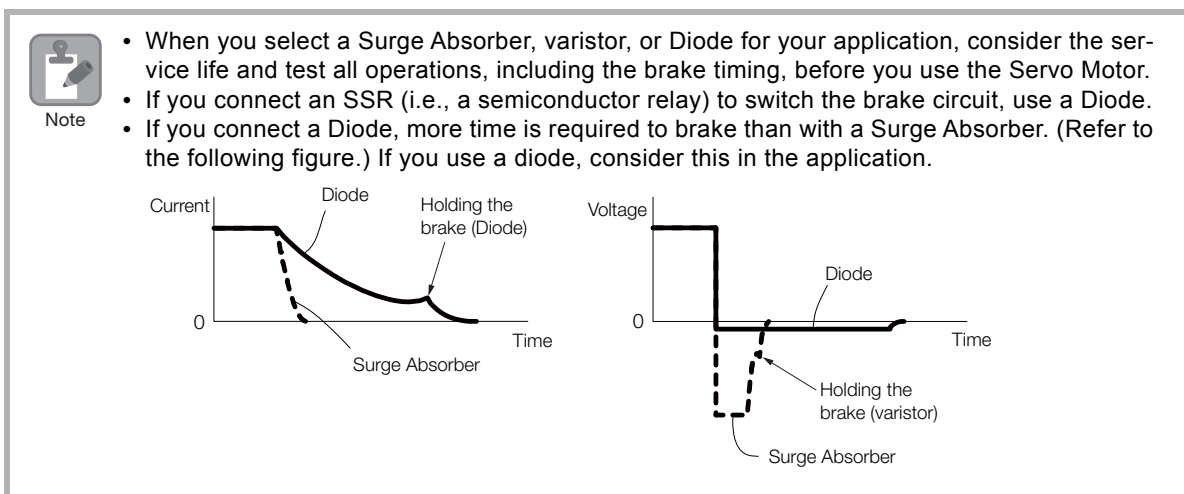 • When you select a Surge Absorber, varistor, or Diode for your application, consider the ser-
vice life and test all operations, including the brake timing, before you use the Servo Motor.
Note
• If you connect an SSR (i.e., a semiconductor relay) to switch the brake circuit, use a Diode.
• If you connect a Diode, more time is required to brake than with a Surge Absorber. (Refer to
the following figure.) If you use a diode, consider this in the application.
Current
Diode
Holding the
brake (Diode)
0
Time
Surge Absorber
Voltage
Diode
0
Time
Holding the
brake (varistor)
Surge Absorber